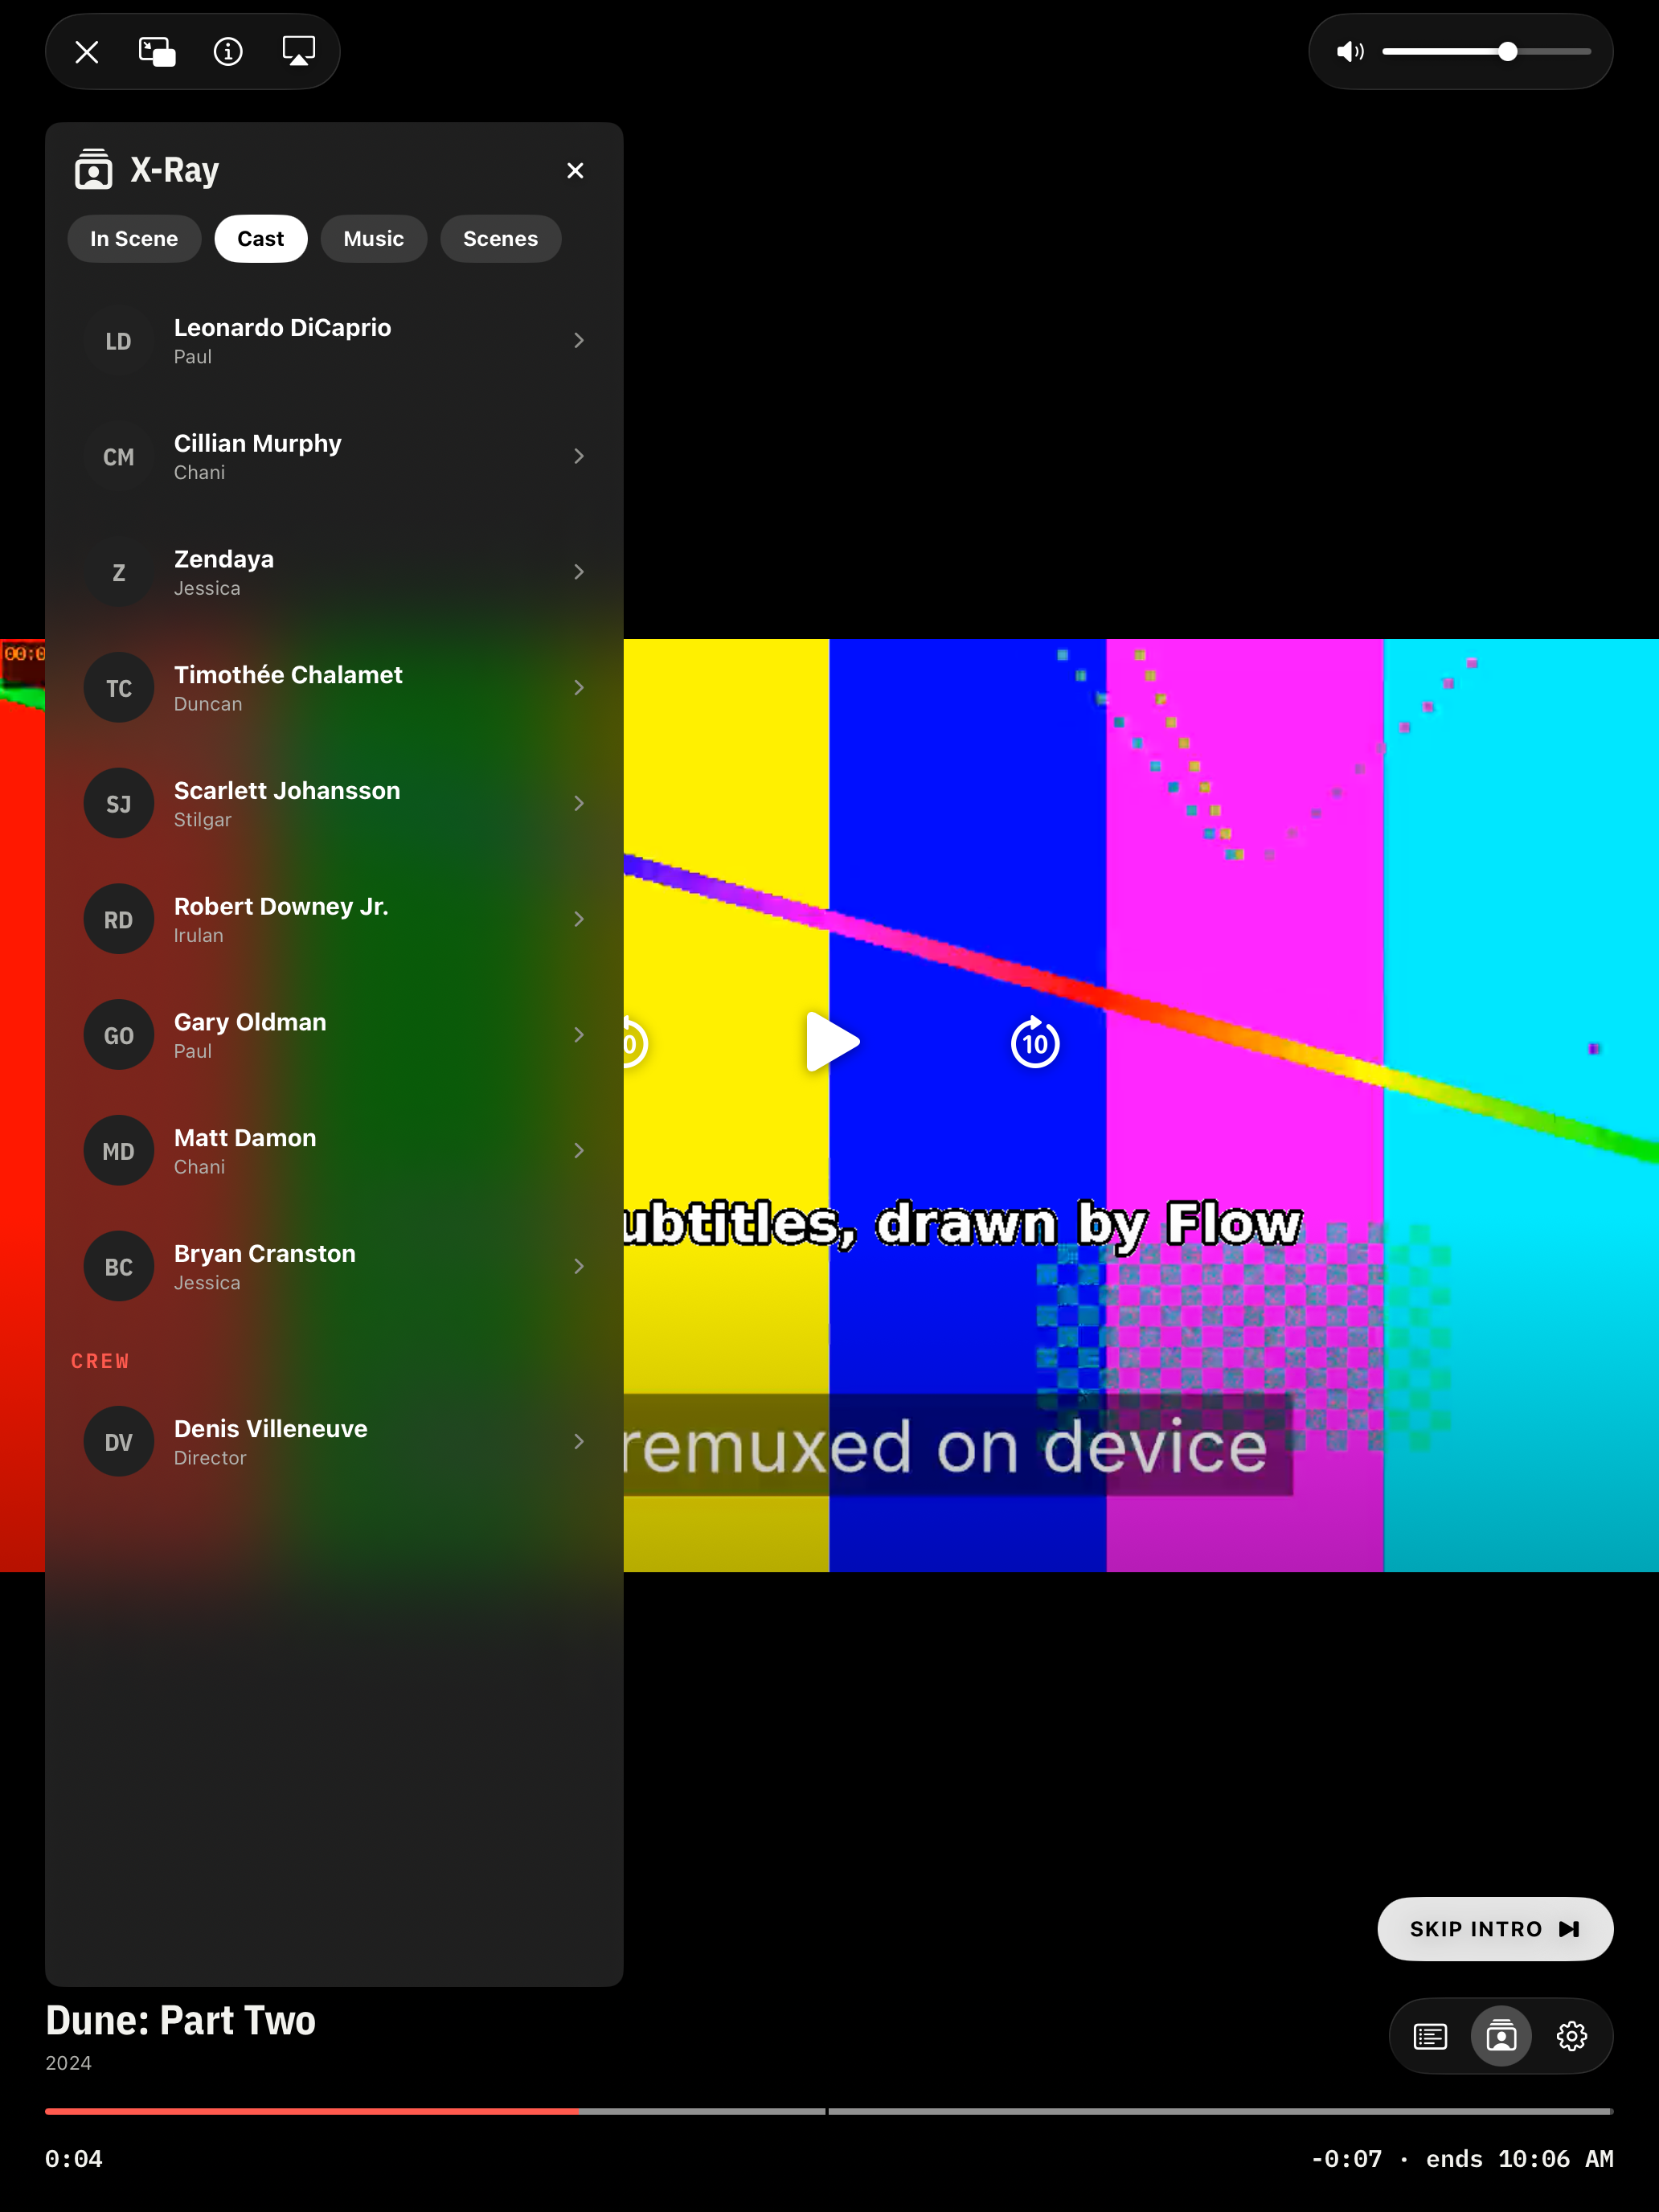 X-Ray
In Scene
Cast
Music
Scenes
LD
Leonardo DiCaprio
Paul
CM
Cillian Murphy
Chani
Z
Zendaya
Jessica
TC
Timothée Chalamet
Duncan
SJ
Scarlett Johansson
Stilgar
RD
Robert Downey Jr.
Irulan
GO
Gary Oldman
Paul
MD
Matt Damon
Chani
BC
Bryan Cranston
Jessica
CREW
DV
Denis Villeneuve
Director
00:0
0
10
ubtitles, drawn by Flow
remuxed on device
SKIP INTRO
Dune: Part Two
2024
0:04
-0:07 · ends 10:06 AM